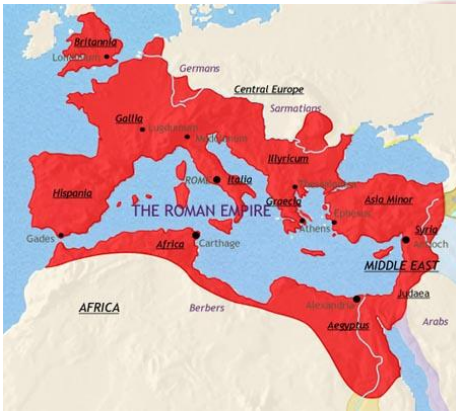 Britannia
Londinium
Germans
Central Europe
Sarmatians
Gallia
Lugdunum
Mediolanum
Illyricum
ROME
Italia
Thessalonica
Hispania
Graecia
Asia Minor
THE ROMAN EMPIRE
Ephesus
Athens
Syria
Gades
Africa
Carthage
Antioch
MIDDLE EAST
Judaea
AFRICA
Berbers
Alexandria
Aegyptus
Arabs